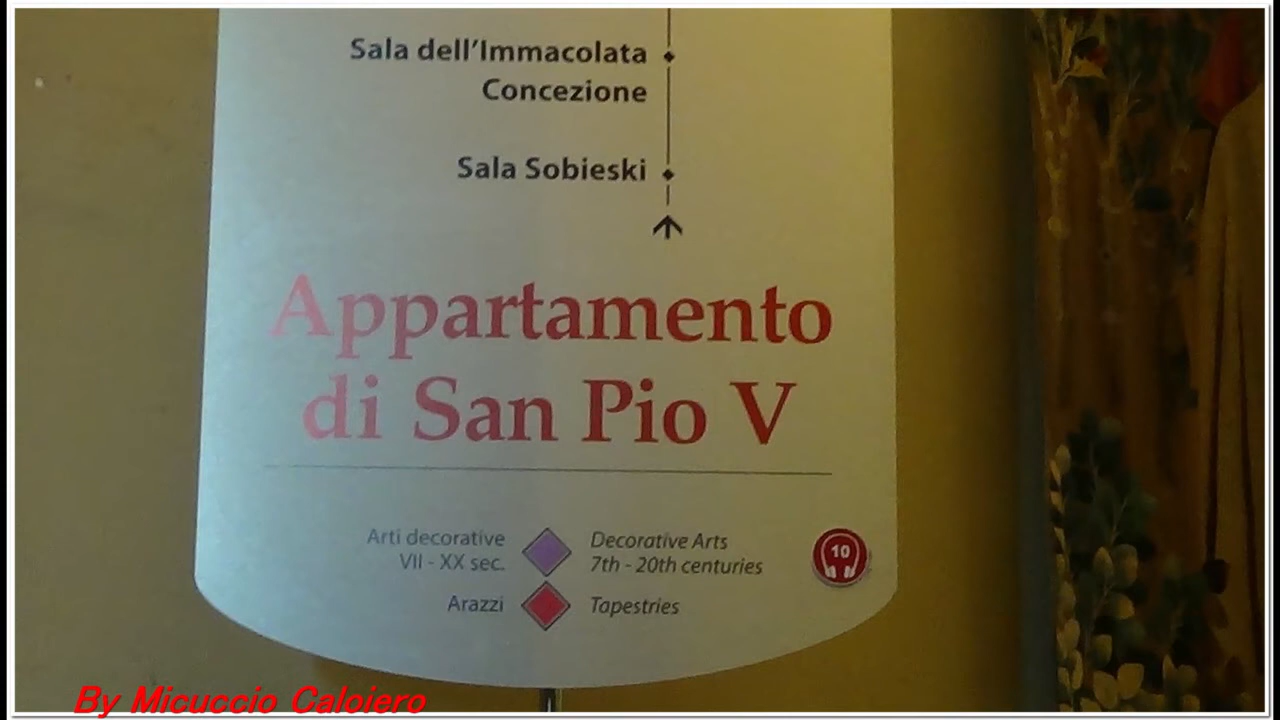 Sala dell'Immacolata
Concezione
Sala Sobieski
Appartamento
di San Pio V
Arti decorative
VII - XX sec.
Decorative Arts
7th - 20th centuries
10
Arazzi
Tapestries
By Micuccio Caloiero